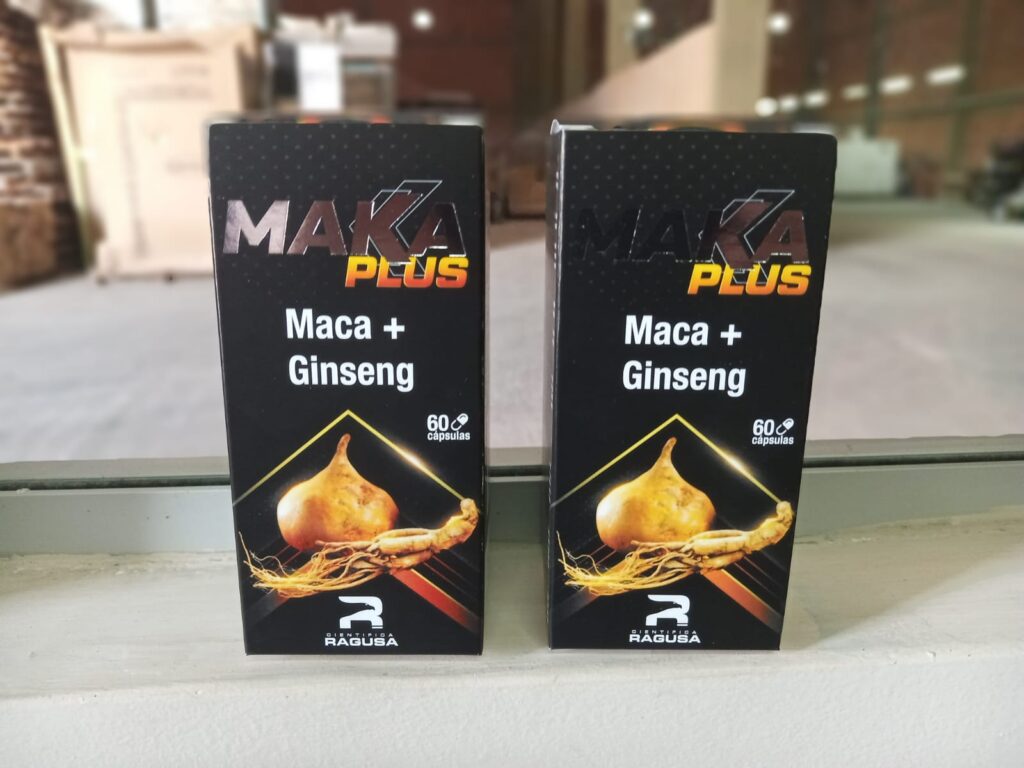 MAKA
PLUS
Maca +
Ginseng
60
cápsulas
CIENTIFICA
RAGUSA
MAKA
PLUS
Maca +
Ginseng
60
cápsulas
CIENTIFICA
RAGUSA